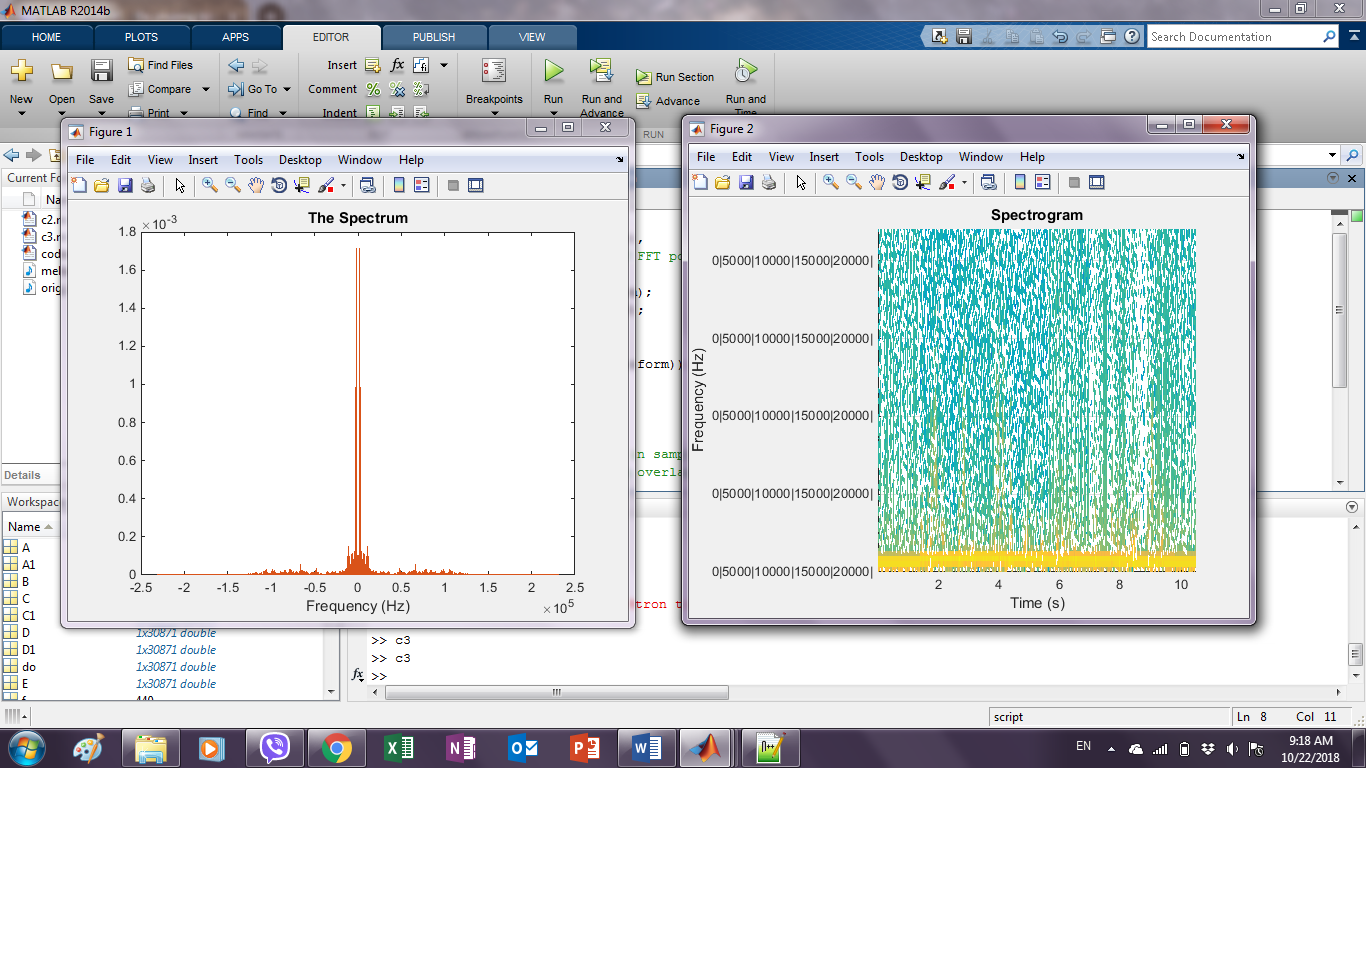 MATLAB R2014b
HOME PLOTS APPS EDITOR PUBLISH VIEW
Search Documentation
New Open Save
Find Files
Compare
Print
Go To
Find
Insert
Comment
Indent
Breakpoints
Run
Run and
Advance
Run Section
Advance
Run and
Time
RUN
Current Fo
c2.
c3.
cod
mel
orig
Details
Workspac
Name
A
A1
B
C
C1
D 1x30871 double
D1 1x30871 double
do 1x30871 double
E 1x30871 double
Figure 1
File Edit View Insert Tools Desktop Window Help
The Spectrum
×10-3
1.8
1.6
1.4
1.2
1
0.8
0.6
0.4
0.2
0
-2.5 -2 -1.5 -1 -0.5 0 0.5 1 1.5 2 2.5
Frequency (Hz)
×10 5
FFT po
);
;
form))
n samp
overla
tron t
>> c3
>> c3
>>
fx
Figure 2
File Edit View Insert Tools Desktop Window Help
Spectrogram
0|5000|10000|15000|20000|
0|5000|10000|15000|20000|
0|5000|10000|15000|20000|
0|5000|10000|15000|20000|
0|5000|10000|15000|20000|
Frequency (Hz)
2 4 6 8 10
Time (s)
script
Ln 8 Col 11
EN
9:18 AM
10/22/2018